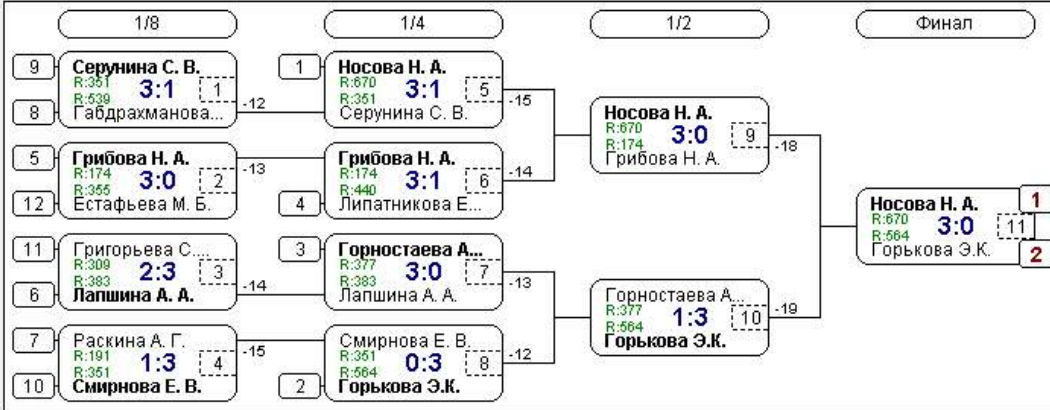 1/8
1/4
1/2
Финал
9
Серунина С. В.
R:351
3:1
1
R:539
8
Габдрахманова...
-12
5
Грибова Н. А.
R:174
3:0
2
R:355
12
Естафьева М. Б.
-13
11
Григорьева С....
R:309
2:3
3
R:383
6
Лапшина А. А.
-14
7
Раскина А. Г.
R:191
1:3
4
R:351
10
Смирнова Е. В.
-15
1
Носова Н. А.
R:670
3:1
5
R:351
Серунина С. В.
-15
Грибова Н. А.
R:174
3:1
6
R:440
4
Липатникова Е...
-14
3
Горностаева А...
R:377
3:0
7
R:383
Лапшина А. А.
-13
Смирнова Е. В.
R:351
0:3
8
R:564
2
Горькова Э.К.
-12
Носова Н. А.
R:670
3:0
9
R:174
Грибова Н. А.
-18
Горностаева А...
R:377
1:3
10
R:564
Горькова Э.К.
-19
Носова Н. А.
1
R:670
3:0
11
R:564
Горькова Э.К.
2